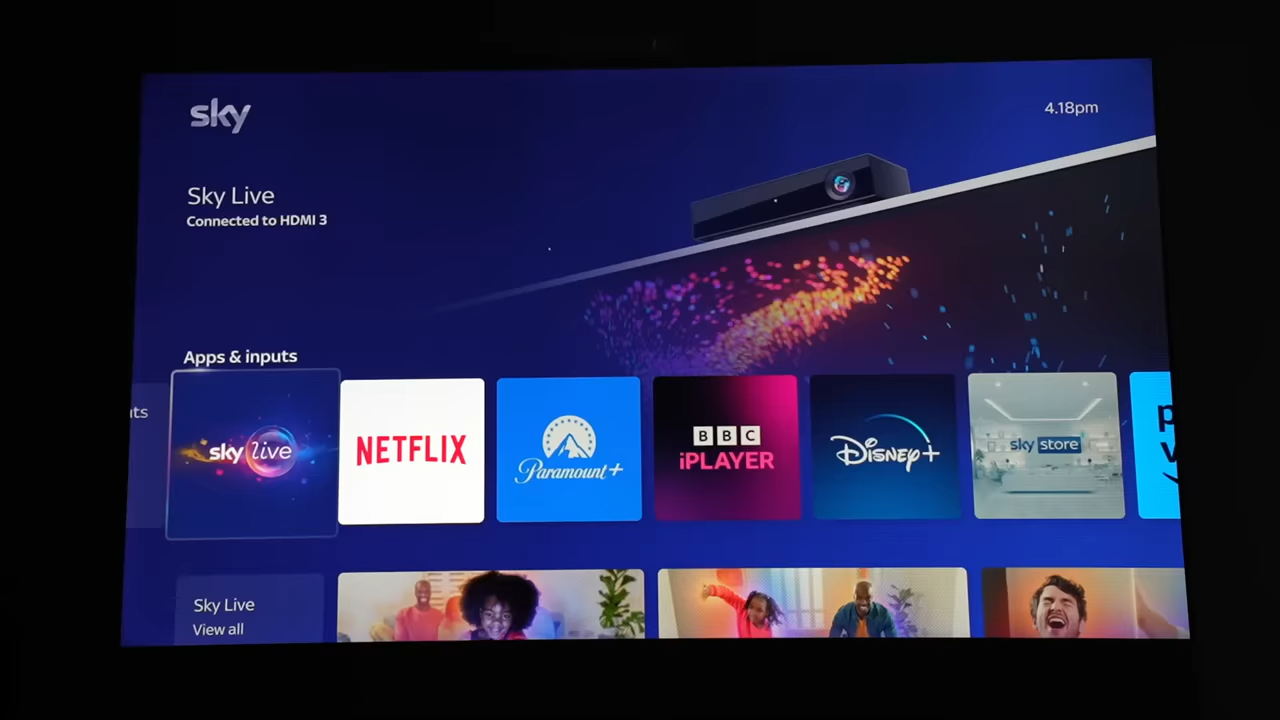 sky
4.18pm
Sky Live
Connected to HDMI 3
Apps & inputs
uts
sky live
NETFLIX
Paramount+
BBC
iPLAYER
Disney+
sky store
p
v
Sky Live
View all